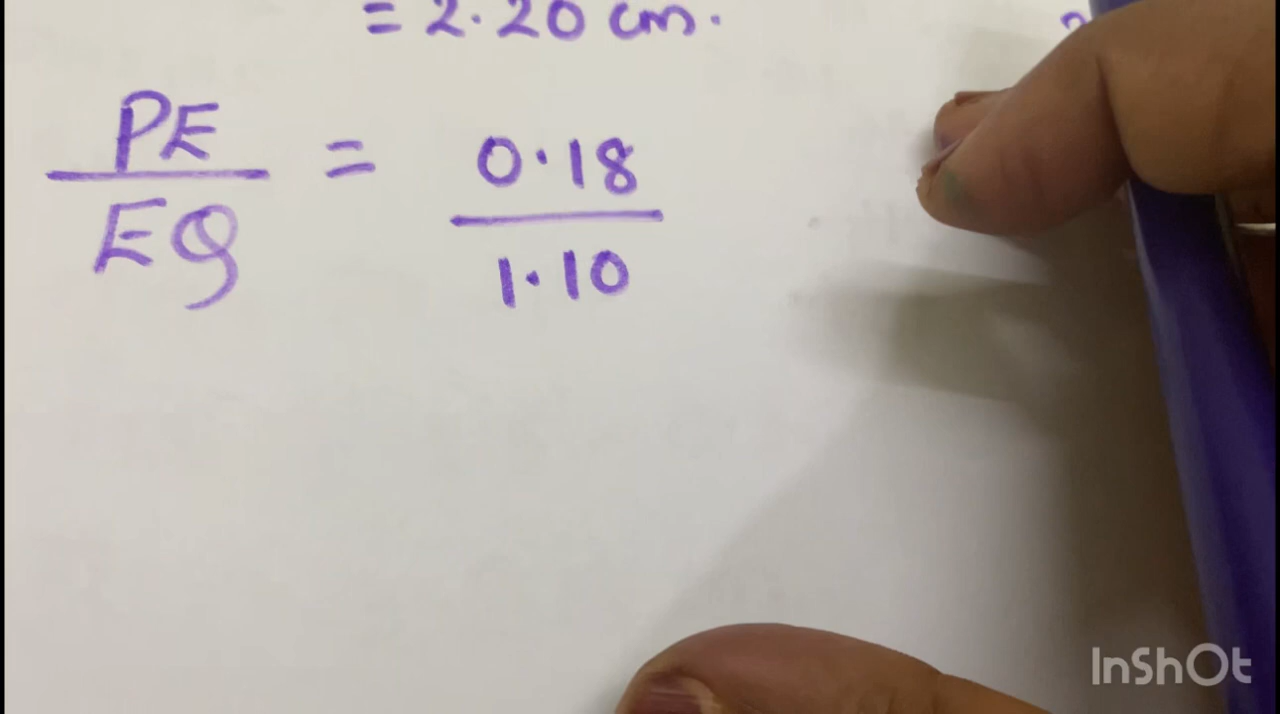 = 2.20 cm.
PE/EQ = 0.18/1.10
InShOt